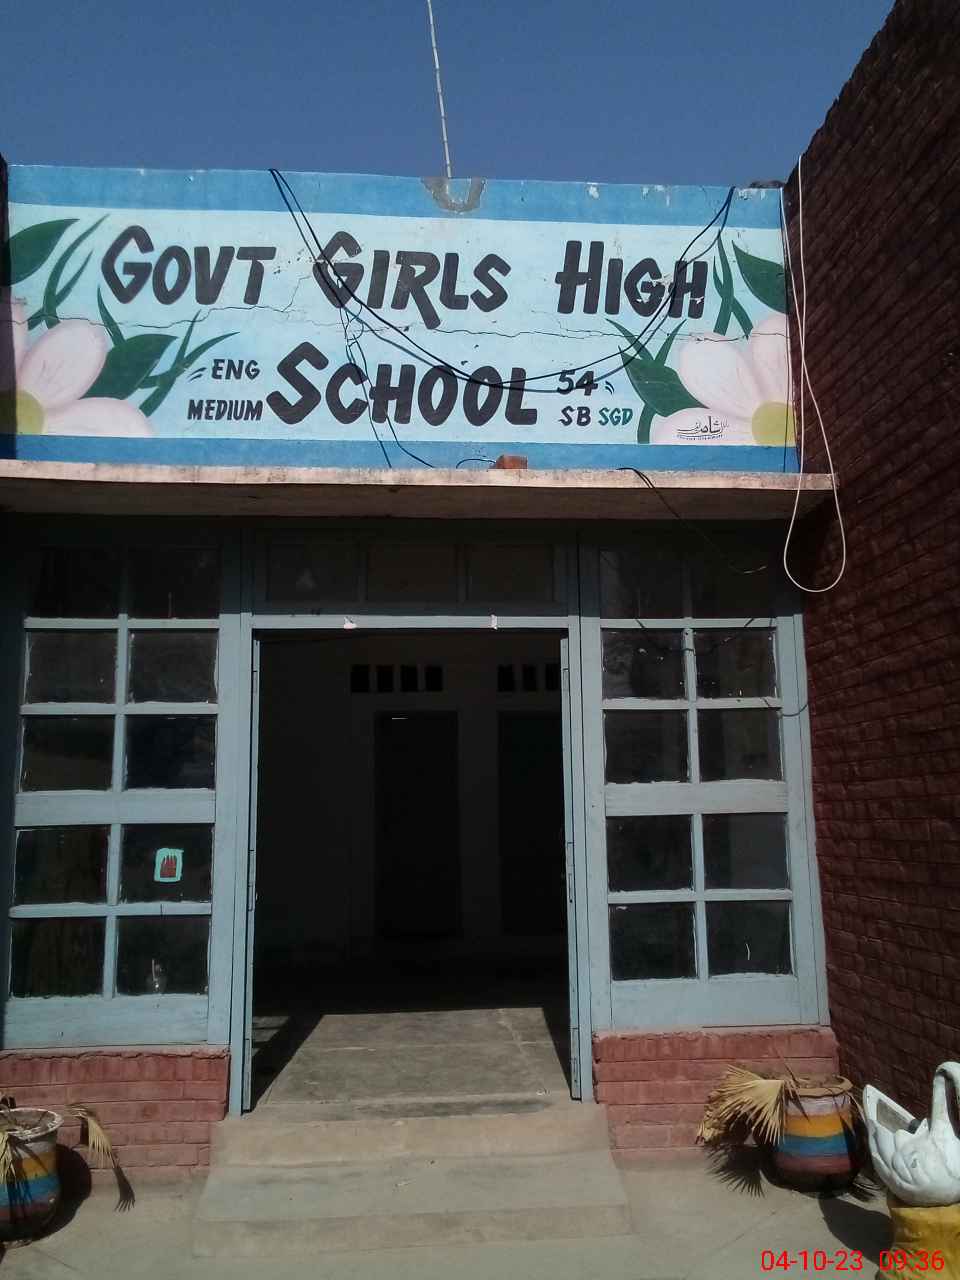 GOVT GIRLS HIGH
ENG MEDIUM SCHOOL 54 SB SGD
04-10-23 09:36